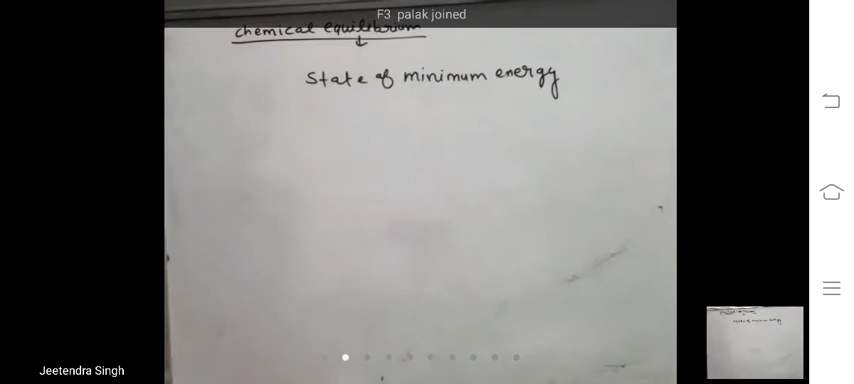 F3 palak joined
chemical equilibrium
State of minimum energy
Jeetendra Singh